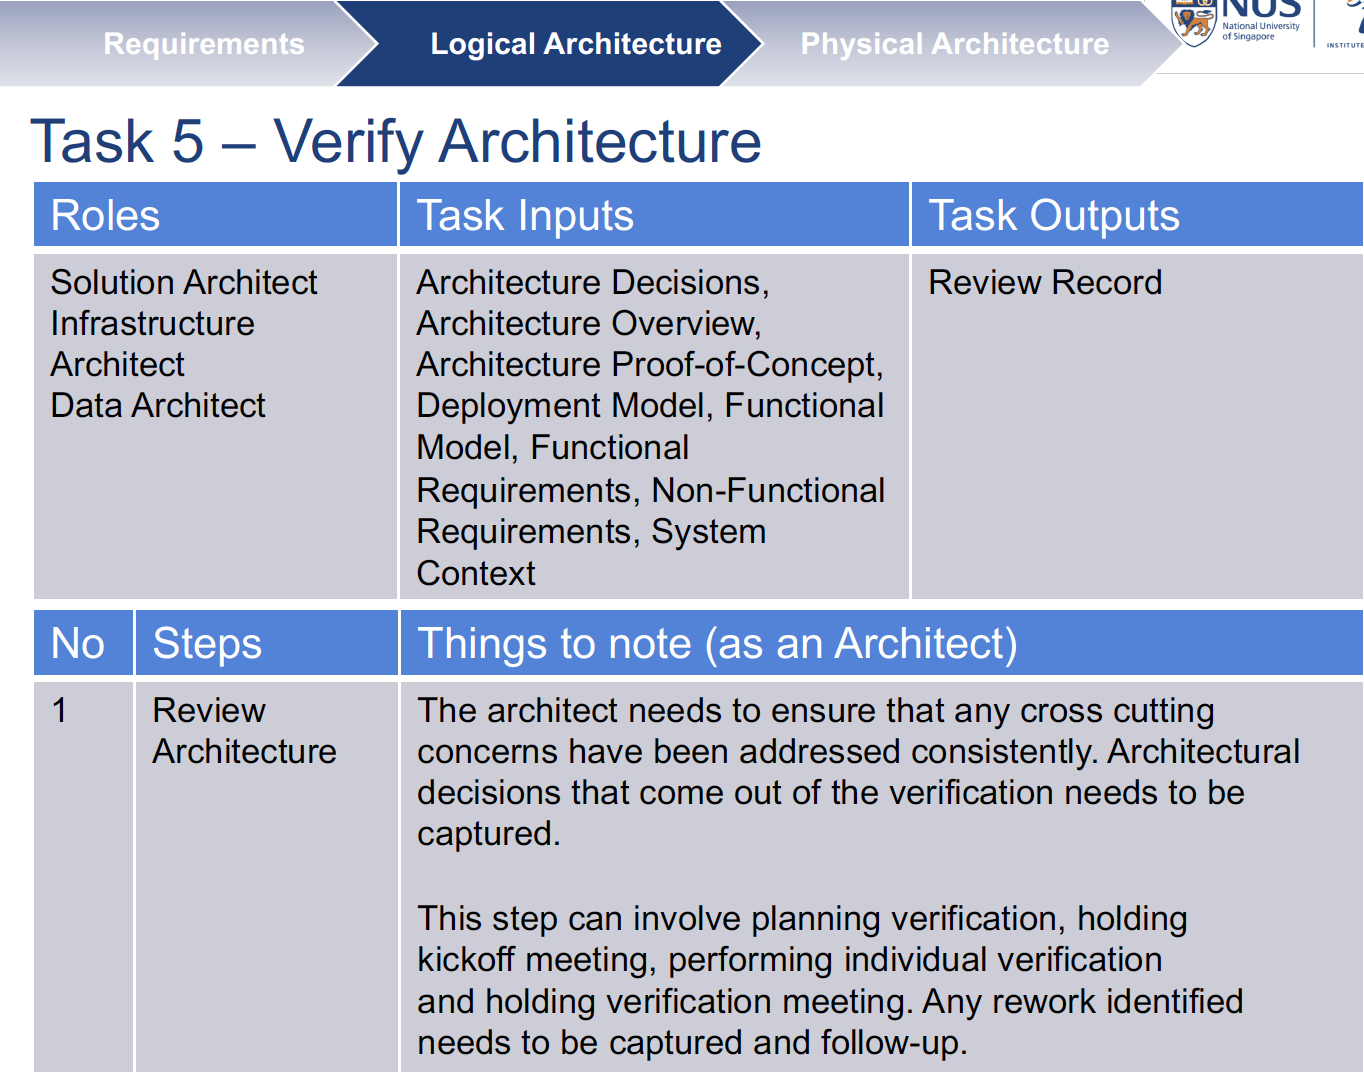 Requirements
Logical Architecture
Physical Architecture
NUS
National University
of Singapore
Task 5 – Verify Architecture
Roles
Task Inputs
Task Outputs
Solution Architect
Infrastructure
Architect
Data Architect
Architecture Decisions,
Architecture Overview,
Architecture Proof-of-Concept,
Deployment Model, Functional
Model, Functional
Requirements, Non-Functional
Requirements, System
Context
Review Record
No
Steps
Things to note (as an Architect)
1
Review
Architecture
The architect needs to ensure that any cross cutting
concerns have been addressed consistently. Architectural
decisions that come out of the verification needs to be
captured.
This step can involve planning verification, holding
kickoff meeting, performing individual verification
and holding verification meeting. Any rework identified
needs to be captured and follow-up.